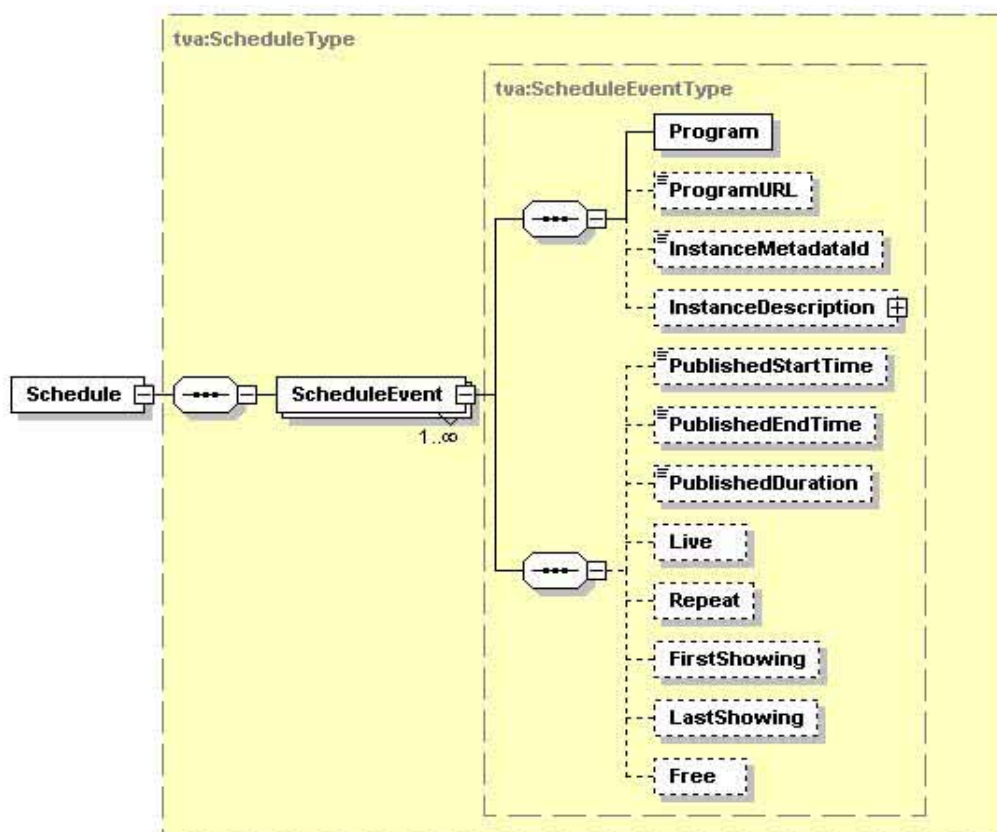 tva:ScheduleType
tva:ScheduleEventType
Program
ProgramURL
InstanceMetadataId
InstanceDescription
Schedule
ScheduleEvent
1..∞
PublishedStartTime
PublishedEndTime
PublishedDuration
Live
Repeat
FirstShowing
LastShowing
Free